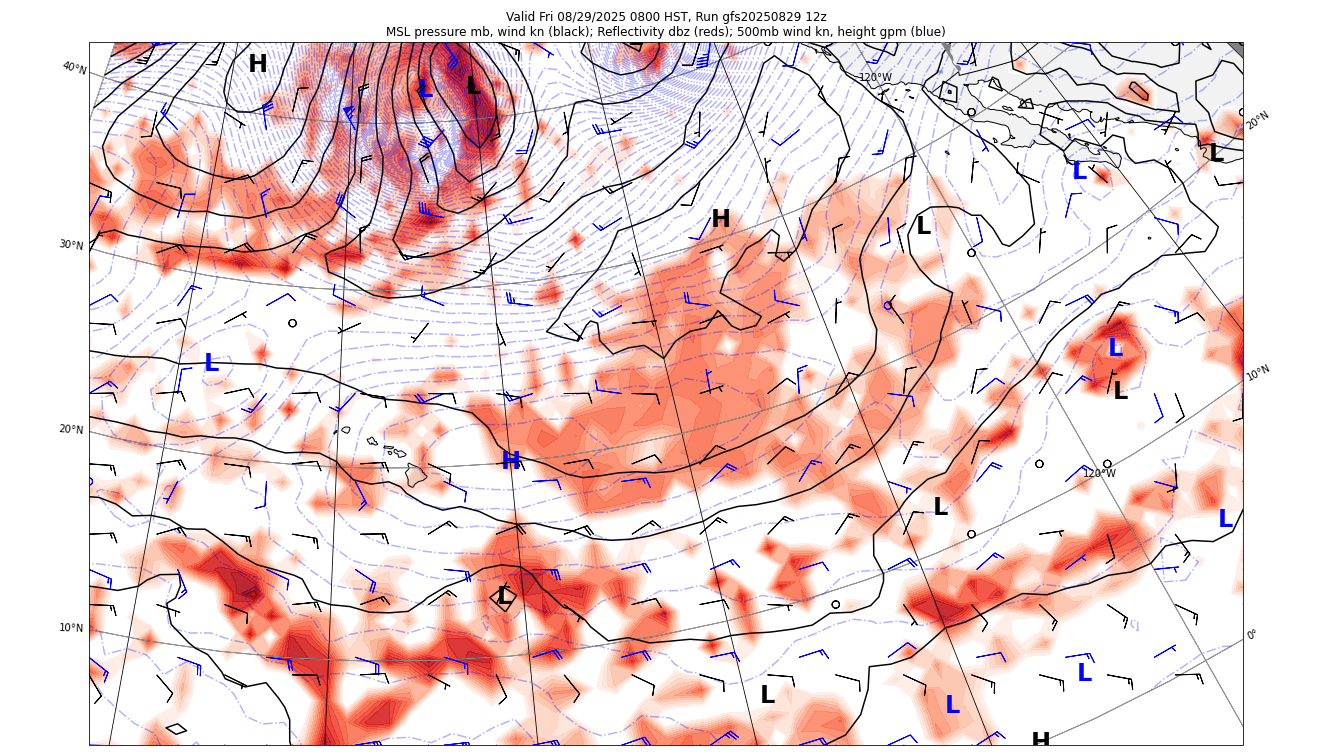 Valid Fri 08/29/2025 0800 HST, Run gfs20250829 12z
MSL pressure mb, wind kn (black); Reflectivity dbz (reds); 500mb wind kn, height gpm (blue)
40°N
H
L
L
120°W
20°N
L
L
H
L
30°N
L
L
L
10°N
20°N
H
120°W
L
L
L
10°N
0°
L
L
L
H